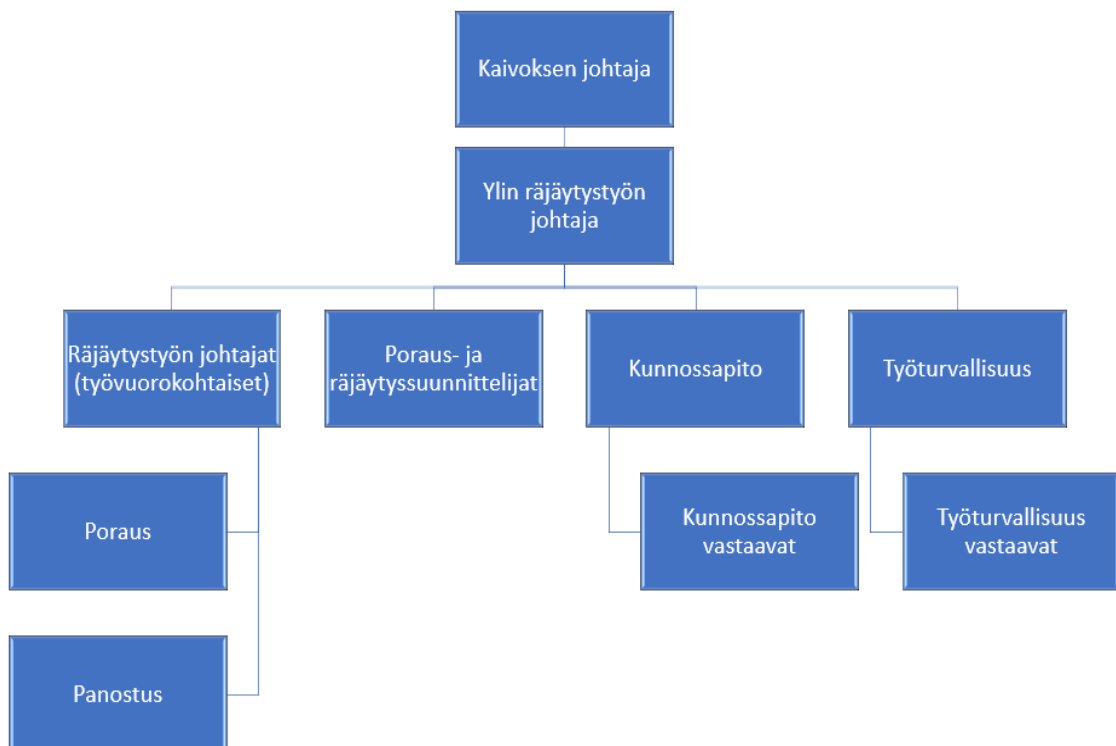 Kaivoksen johtaja
Ylin räjäytystyön
johtaja
Räjäytystyön johtajat
(työvuorokohtaiset)
Poraus- ja
räjäytyssuunnittelijat
Kunnossapito
Työturvallisuus
Poraus
Kunnossapito
vastaavat
Työturvallisuus
vastaavat
Panostus